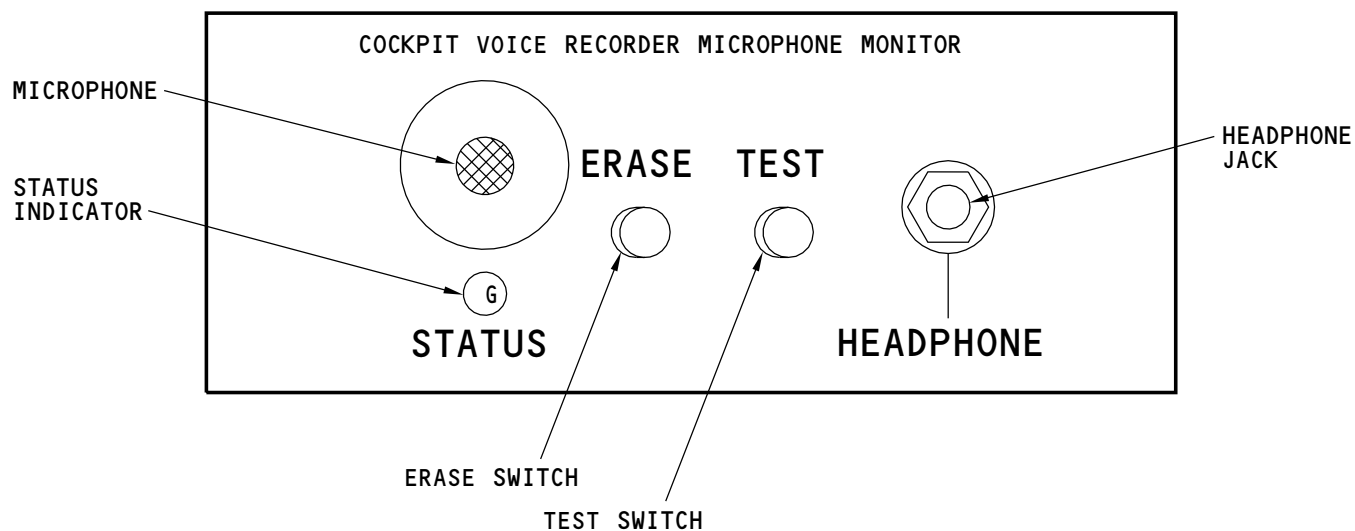 COCKPIT VOICE RECORDER MICROPHONE MONITOR
MICROPHONE
HEADPHONE
JACK
ERASE TEST
STATUS
INDICATOR
G
STATUS
HEADPHONE
ERASE SWITCH
TEST SWITCH